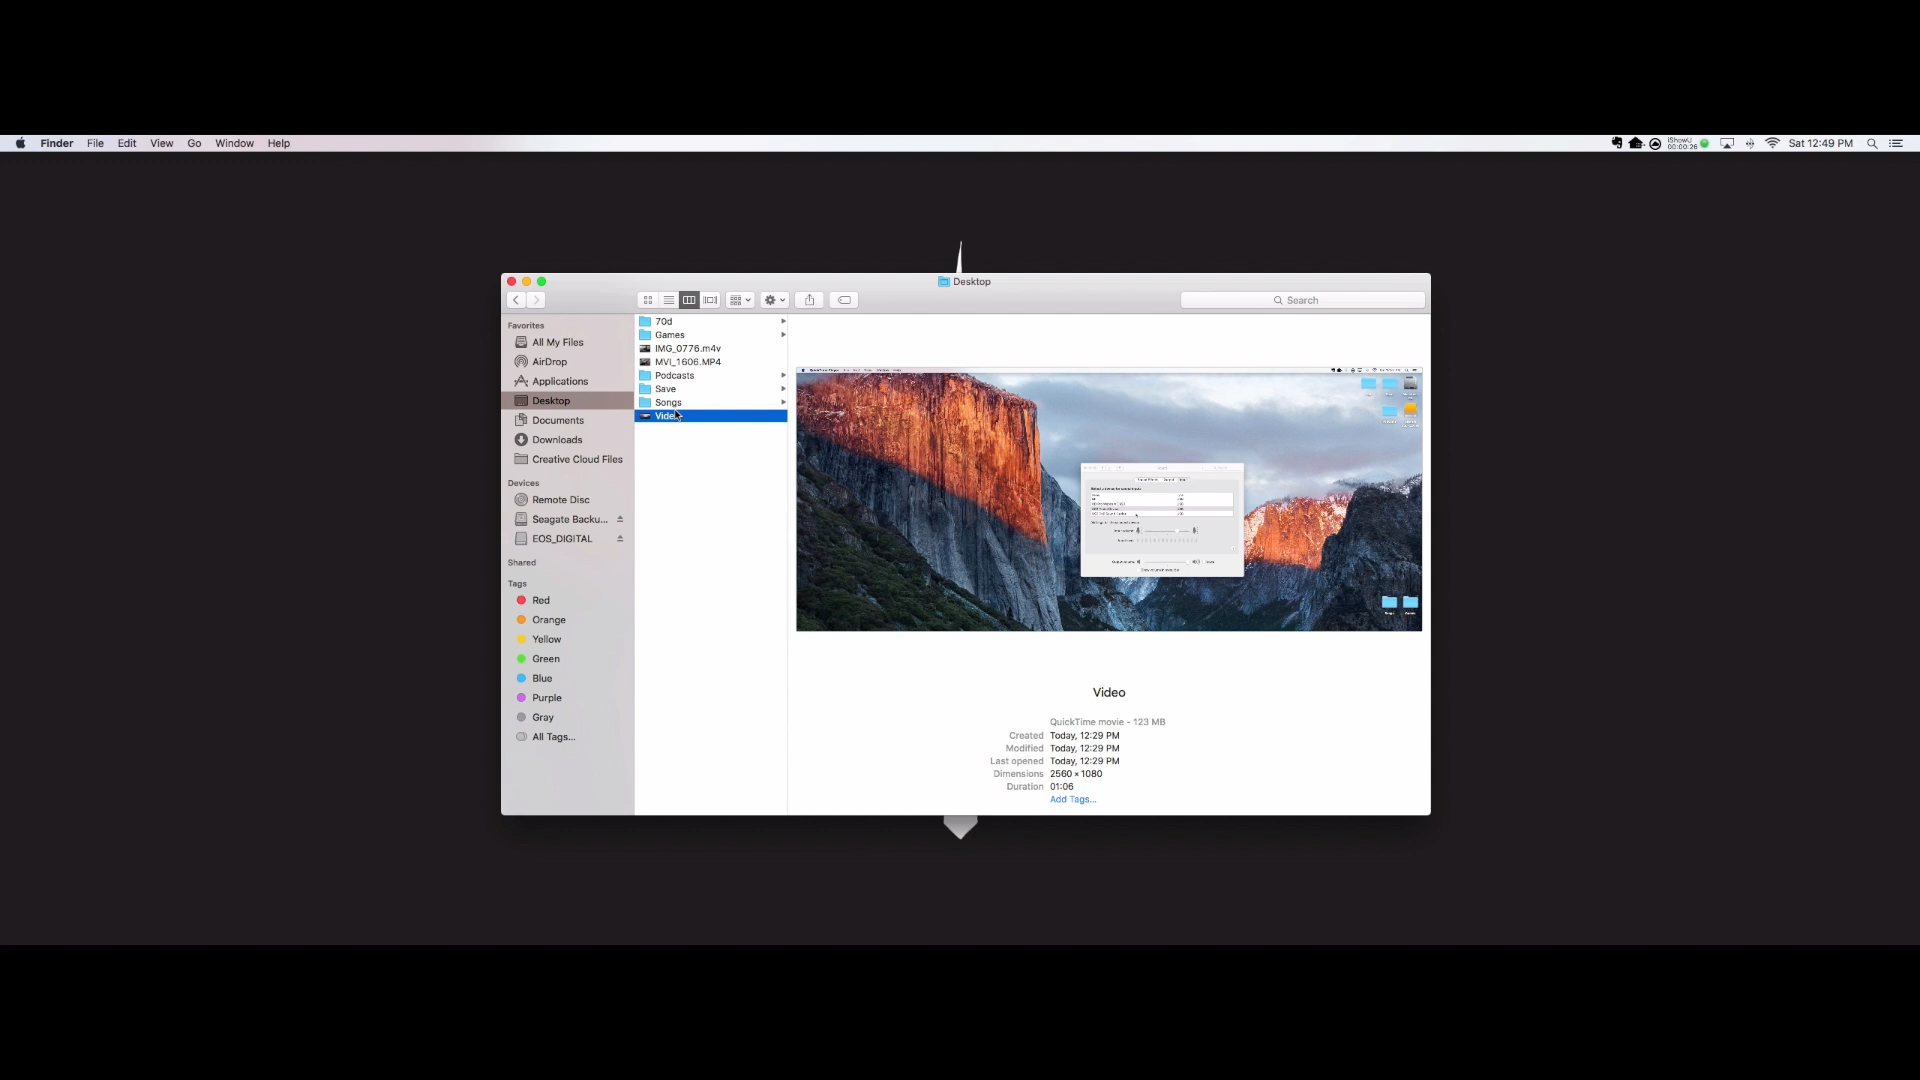 Finder File Edit View Go Window Help
iShowU
00:00:26
Sat 12:49 PM
Desktop
Search
Favorites
All My Files
AirDrop
Applications
Desktop
Documents
Downloads
Creative Cloud Files
Devices
Remote Disc
Seagate Backu...
EOS_DIGITAL
Shared
Tags
Red
Orange
Yellow
Green
Blue
Purple
Gray
All Tags...
70d
Games
IMG_0776.m4v
MVI_1606.MP4
Podcasts
Save
Songs
Video
Video
QuickTime movie - 123 MB
Created Today, 12:29 PM
Modified Today, 12:29 PM
Last opened Today, 12:29 PM
Dimensions 2560 × 1080
Duration 01:06
Add Tags...